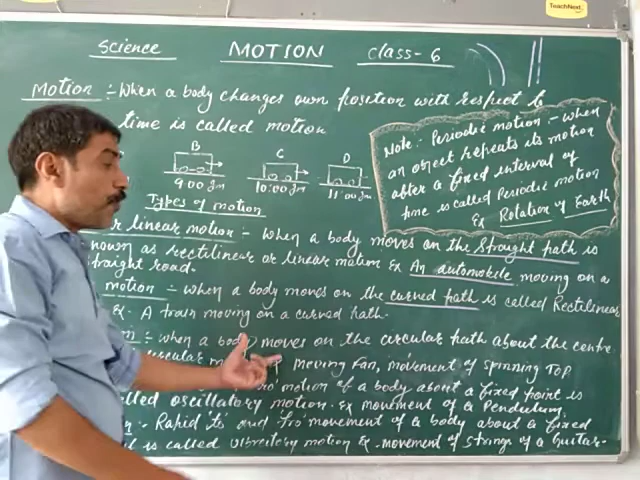 TeachNext
Science MOTION Class-6
Motion :- When a body changes own position with respect to
time is called motion
B C D
9:00 am 10:00 am 11:00 am
Note: Periodic motion:- when
an object repeats its motion
after a fixed interval of
time is called Periodic motion
Ex Rotation of Earth
Types of motion
or linear motion :- When a body moves on the straight path is
known as rectilinear or linear motion Ex An automobile moving on a
straight road.
motion :- When a body moves on the curved path is called Rectilinear
Ex. A train moving on a curved path.
:- When a body moves on the circular path about the centre
Moving Fan, movement of spinning Top
motion of a body about a fixed point is
oscillatory motion. Ex movement of a Pendulum.
:- Rapid 'to' and fro movement of a body about a fixed
is called vibratory motion Ex. movement of strings of a Guitar.